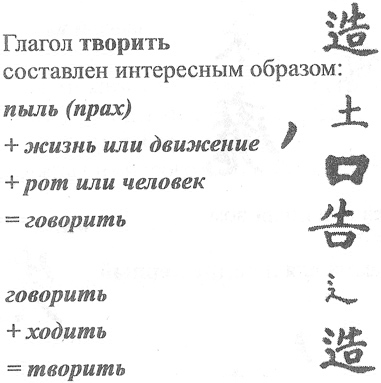 Глагол творить 造
составлен интересным образом:
пыль (прах) 土
+ жизнь или движение ㇒
+ рот или человек 口
= говорить 告
говорить
+ ходить 辶
= творить 造